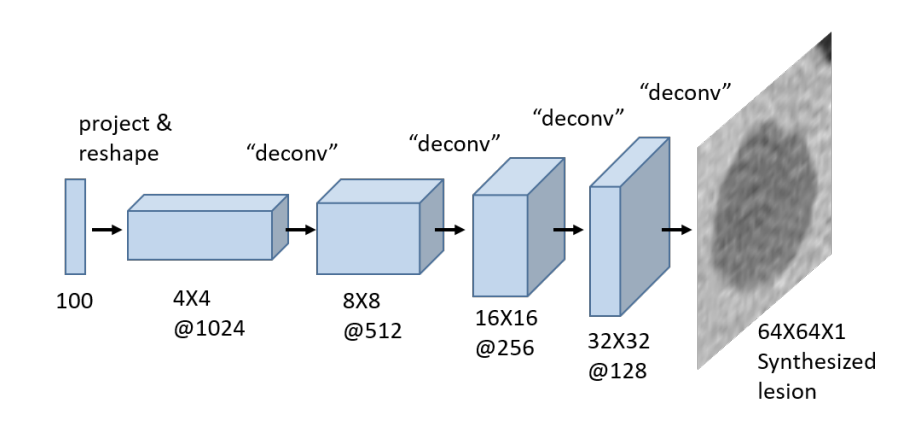 project &
reshape
“deconv”
“deconv”
“deconv”
“deconv”
100
4X4
@1024
8X8
@512
16X16
@256
32X32
@128
64X64X1
Synthesized
lesion